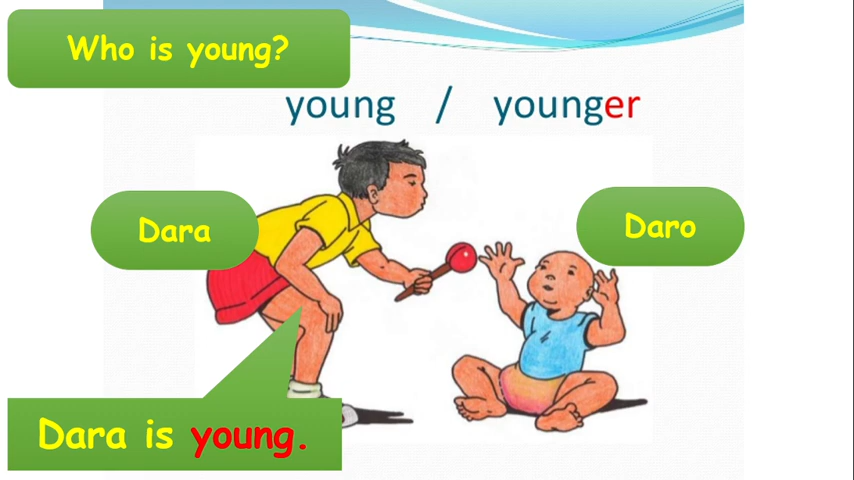 Who is young?
young / younger
Dara
Daro
Dara is young.